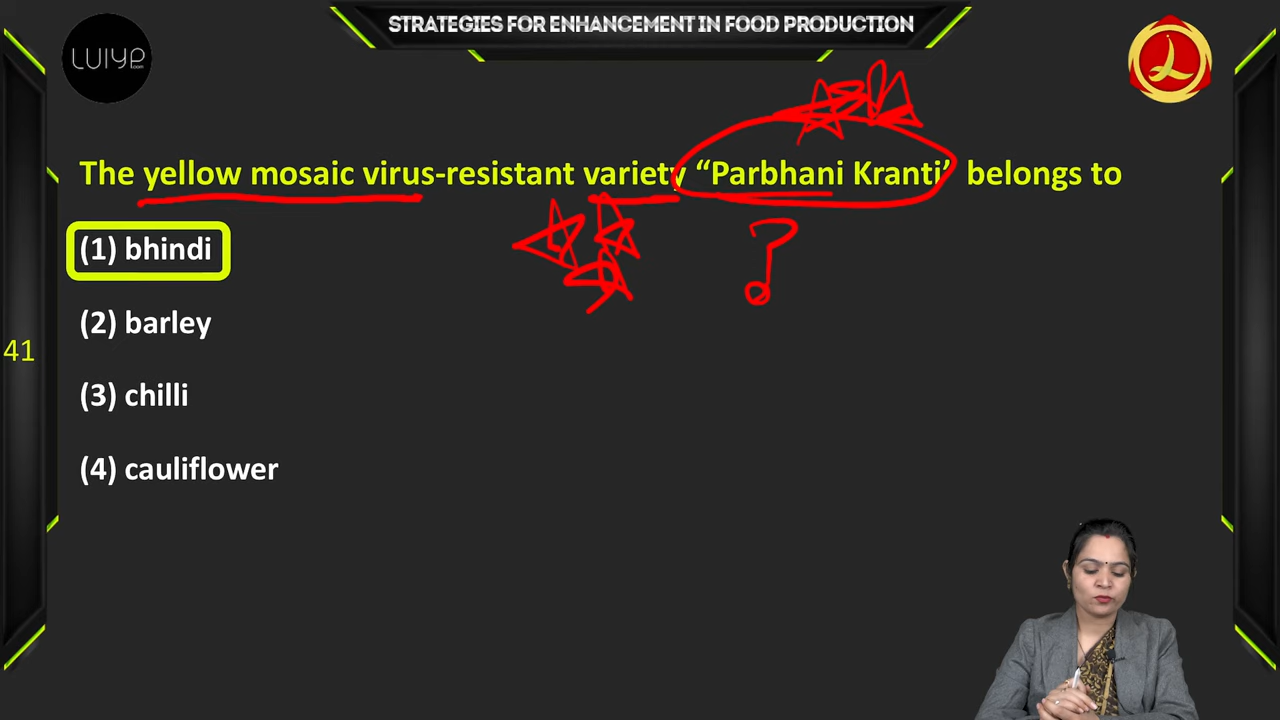 STRATEGIES FOR ENHANCEMENT IN FOOD PRODUCTION
LUIYP
.com
The yellow mosaic virus-resistant variety “Parbhani Kranti’ belongs to
(1) bhindi
(2) barley
41
(3) chilli
(4) cauliflower
?